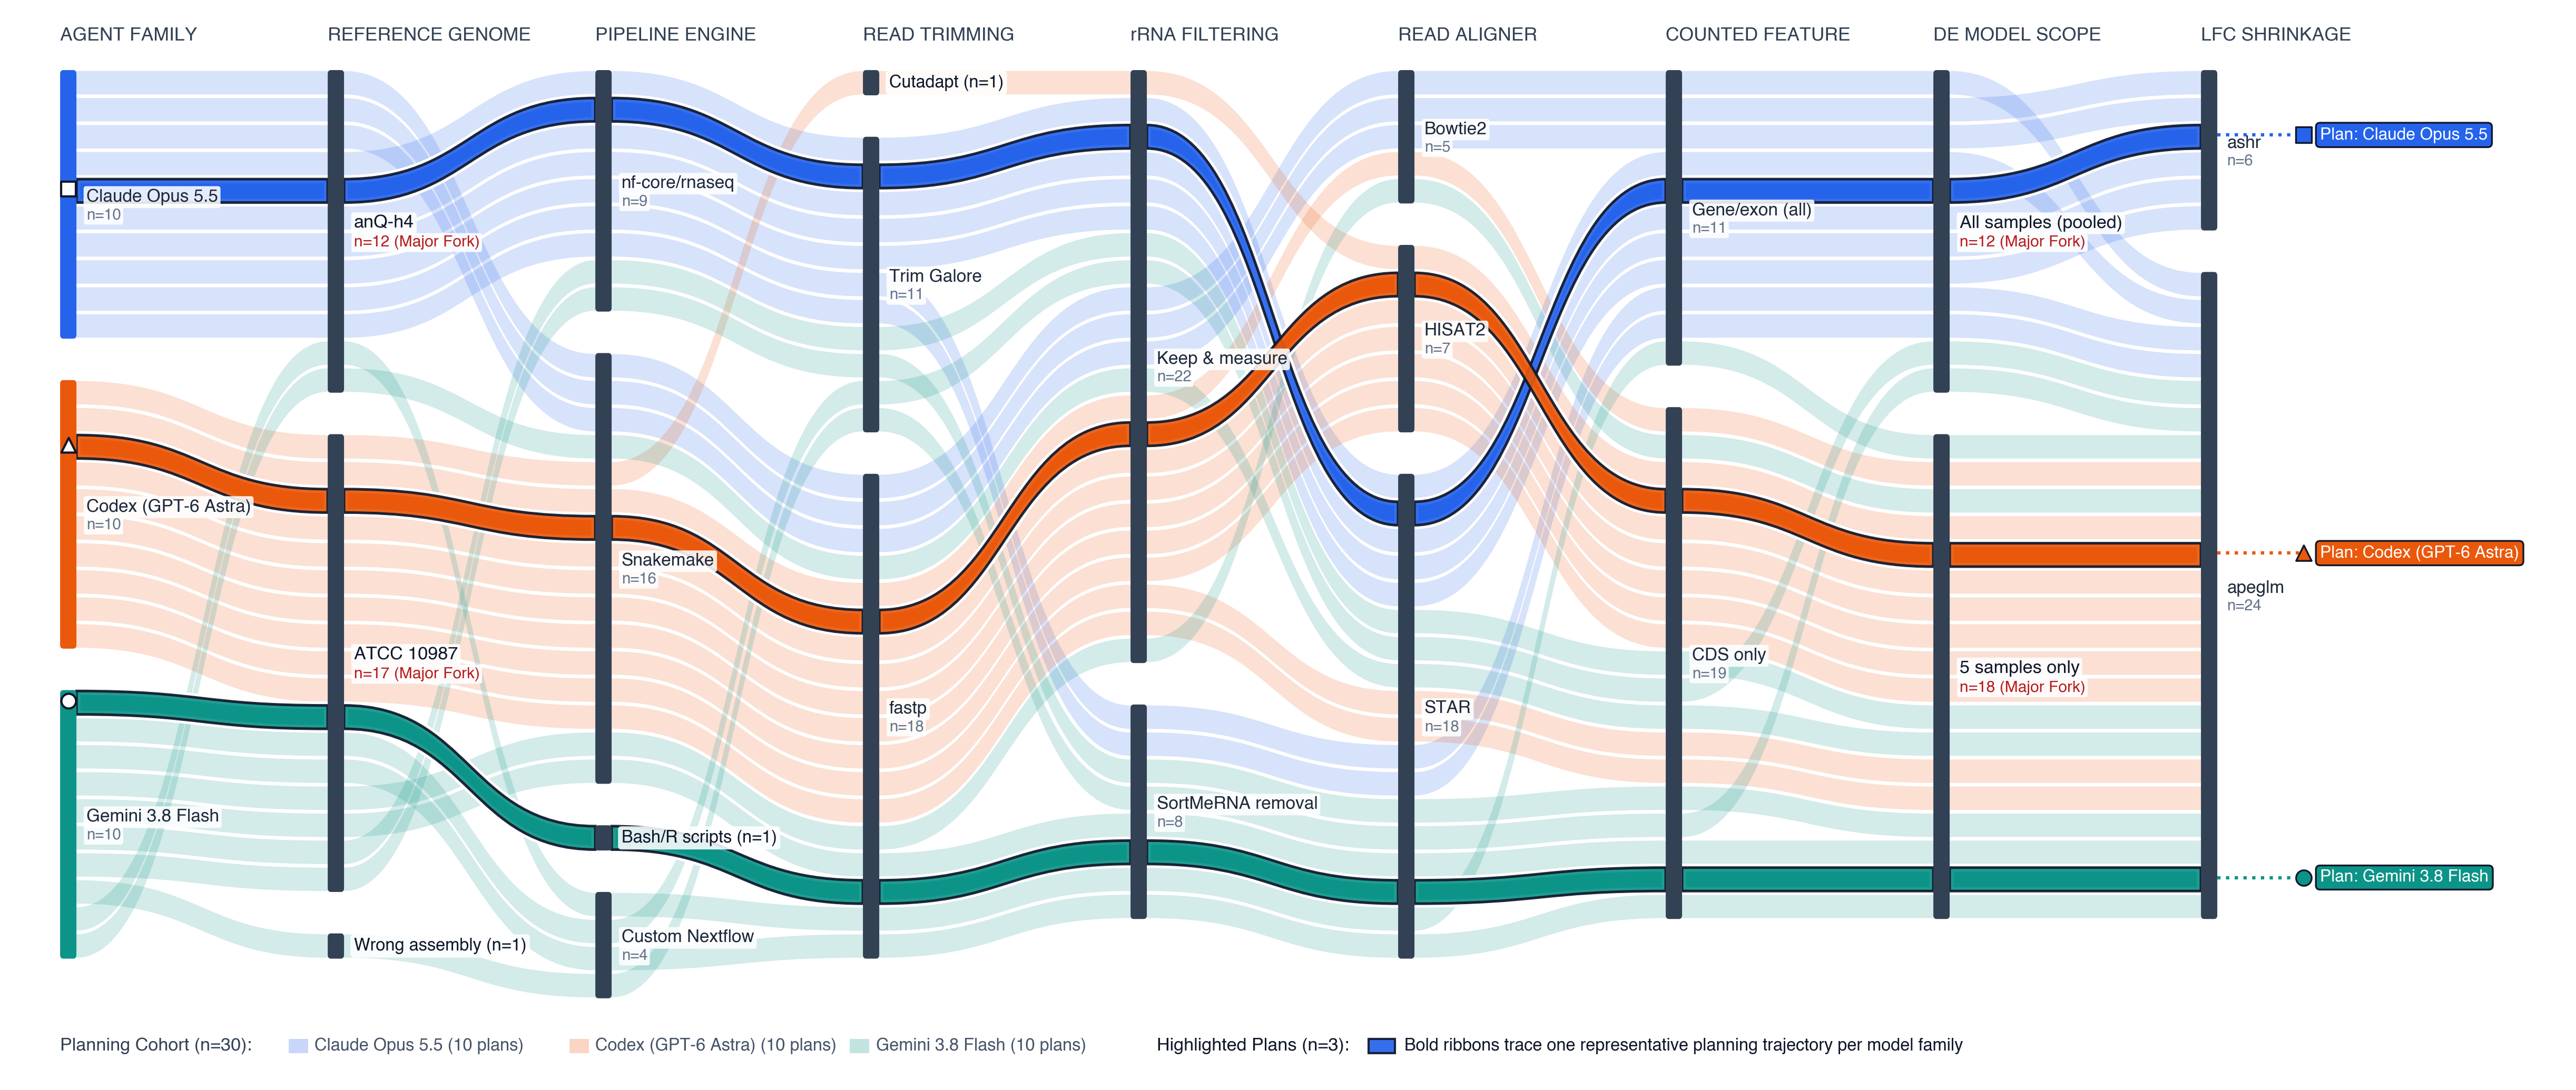 AGENT FAMILY
REFERENCE GENOME
PIPELINE ENGINE
READ TRIMMING
rRNA FILTERING
READ ALIGNER
COUNTED FEATURE
DE MODEL SCOPE
LFC SHRINKAGE
Claude Opus 5.5
n=10
Codex (GPT-6 Astra)
n=10
Gemini 3.8 Flash
n=10
anQ-h4
n=12 (Major Fork)
ATCC 10987
n=17 (Major Fork)
Wrong assembly (n=1)
nf-core/rnaseq
n=9
Snakemake
n=16
Bash/R scripts (n=1)
Custom Nextflow
n=4
Cutadapt (n=1)
Trim Galore
n=11
fastp
n=18
Keep & measure
n=22
SortMeRNA removal
n=8
Bowtie2
n=5
HISAT2
n=7
STAR
n=18
Gene/exon (all)
n=11
CDS only
n=19
All samples (pooled)
n=12 (Major Fork)
5 samples only
n=18 (Major Fork)
ashr
n=6
apeglm
n=24
Plan: Claude Opus 5.5
Plan: Codex (GPT-6 Astra)
Plan: Gemini 3.8 Flash
Planning Cohort (n=30):
Claude Opus 5.5 (10 plans)
Codex (GPT-6 Astra) (10 plans)
Gemini 3.8 Flash (10 plans)
Highlighted Plans (n=3):
Bold ribbons trace one representative planning trajectory per model family